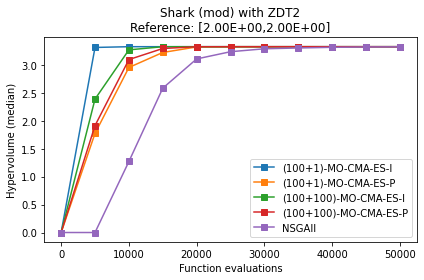 Shark (mod) with ZDT2
Reference: [2.00E+00,2.00E+00]
Hypervolume (median)
3.0
2.5
2.0
1.5
1.0
0.5
0.0
(100+1)-MO-CMA-ES-I
(100+1)-MO-CMA-ES-P
(100+100)-MO-CMA-ES-I
(100+100)-MO-CMA-ES-P
NSGAII
0 10000 20000 30000 40000 50000
Function evaluations